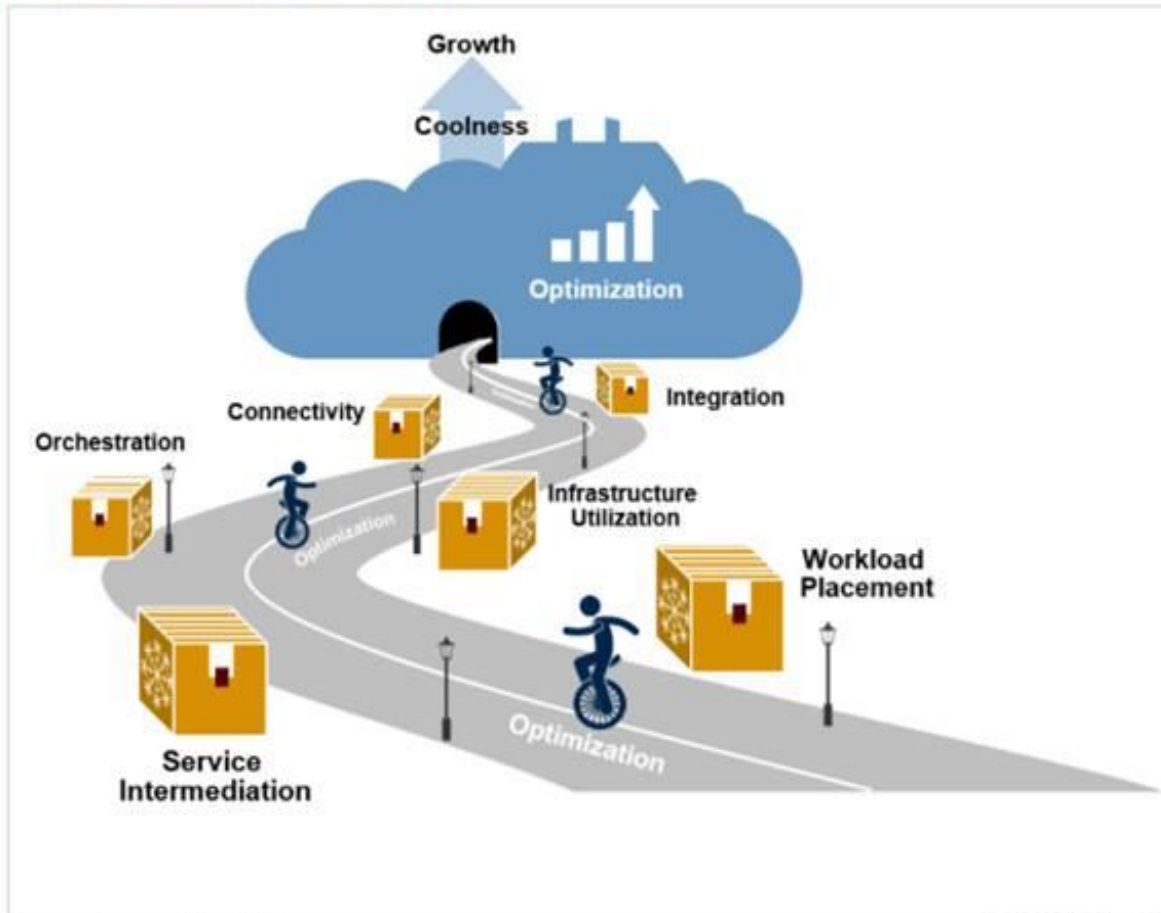 Growth
Coolness
Optimization
Integration
Connectivity
Orchestration
Infrastructure
Utilization
Optimization
Workload
Placement
Optimization
Service
Intermediation